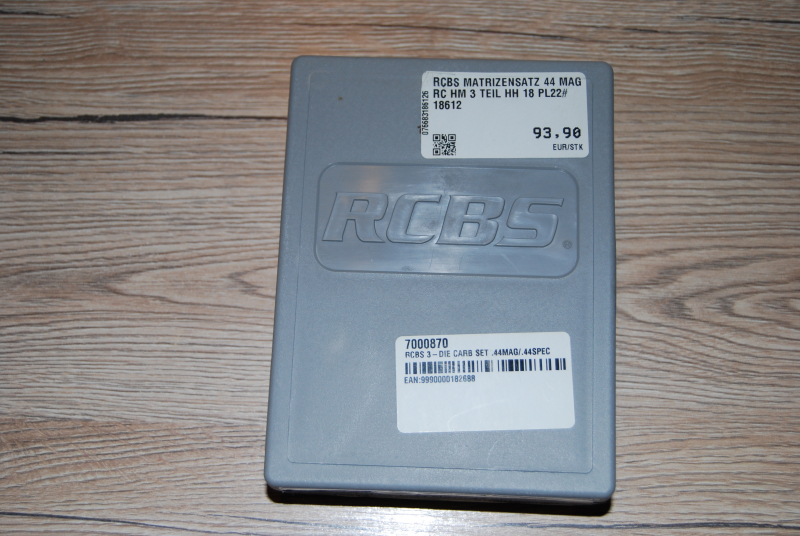 RCBS MATRIZENSATZ 44 MAG
RC HM 3 TEIL HH 18 PL22#
18612
076683186126
93,90
EUR/STK
RCBS
7000870
RCBS 3-DIE CARB SET .44MAG/.44SPEC
EAN:9990000182688